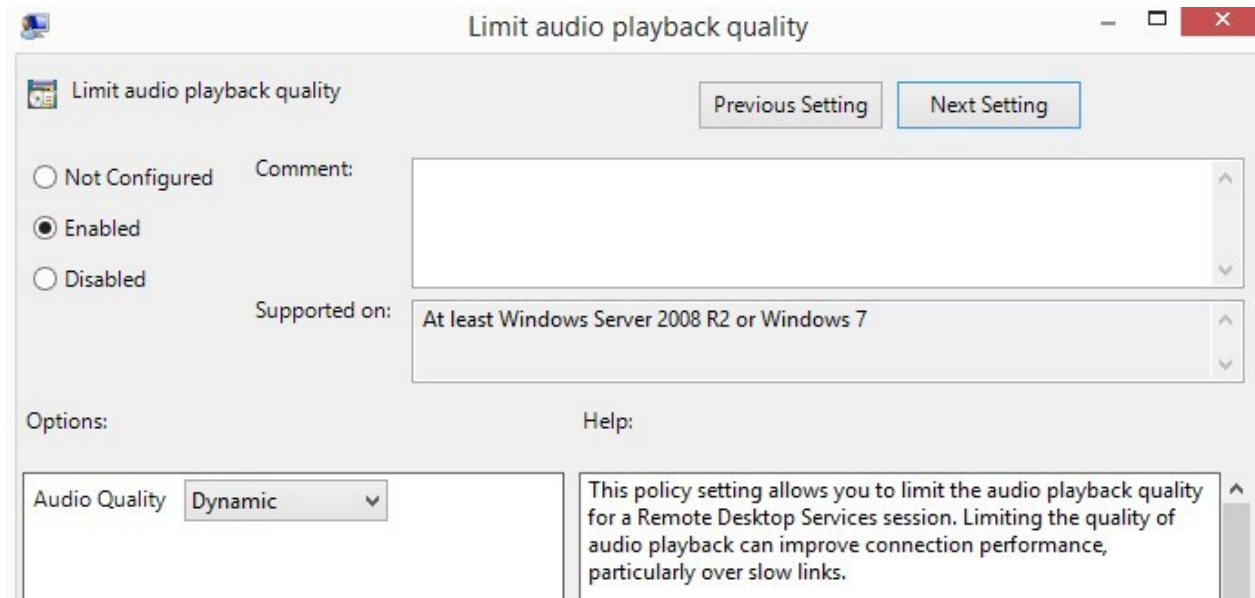 Limit audio playback quality
Limit audio playback quality
Previous Setting
Next Setting
Not Configured
Comment:
Enabled
Disabled
Supported on:
At least Windows Server 2008 R2 or Windows 7
Options:
Help:
Audio Quality
Dynamic
This policy setting allows you to limit the audio playback quality
for a Remote Desktop Services session. Limiting the quality of
audio playback can improve connection performance,
particularly over slow links.